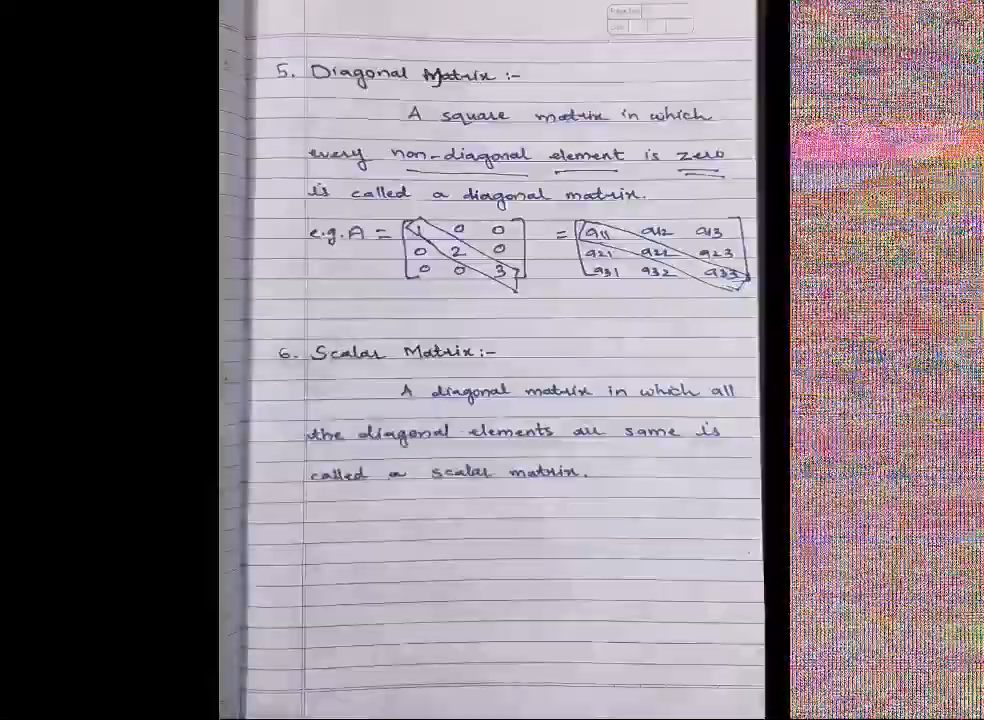 5. Diagonal Matrix :-
A square matrix in which
every non-diagonal element is zero
is called a diagonal matrix.
e.g. A = [1 0 0 = [a11 a12 a13
0 2 0 a21 a22 a23
0 0 3] a31 a32 a33]
6. Scalar Matrix :-
A diagonal matrix in which all
the diagonal elements are same is
called a scalar matrix.